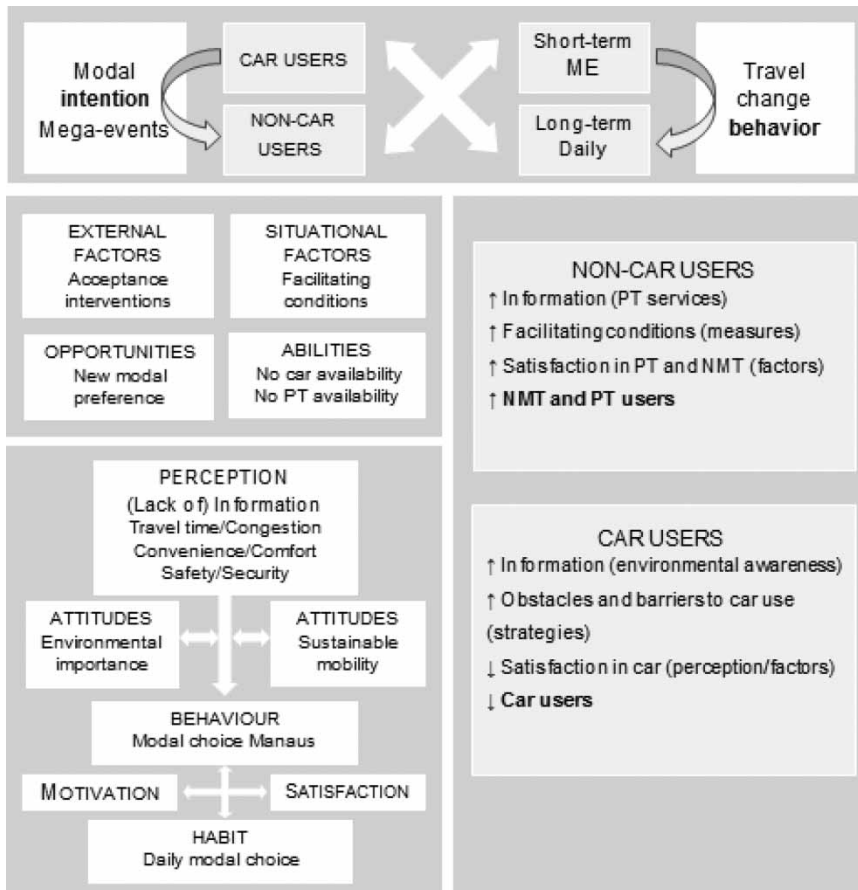 Modal
intention
Mega-events
CAR USERS
NON-CAR
USERS
Short-term
ME
Long-term
Daily
Travel
change
behavior
EXTERNAL
FACTORS
Acceptance
interventions
SITUATIONAL
FACTORS
Facilitating
conditions
OPPORTUNITIES
New modal
preference
ABILITIES
No car availability
No PT availability
PERCEPTION
(Lack of) Information
Travel time/Congestion
Convenience/Comfort
Safety/Security
ATTITUDES
Environmental
importance
ATTITUDES
Sustainable
mobility
BEHAVIOUR
Modal choice Manaus
MOTIVATION
SATISFACTION
HABIT
Daily modal choice
NON-CAR USERS
↑ Information (PT services)
↑ Facilitating conditions (measures)
↑ Satisfaction in PT and NMT (factors)
↑ NMT and PT users
CAR USERS
↑ Information (environmental awareness)
↑ Obstacles and barriers to car use
(strategies)
↓ Satisfaction in car (perception/factors)
↓ Car users